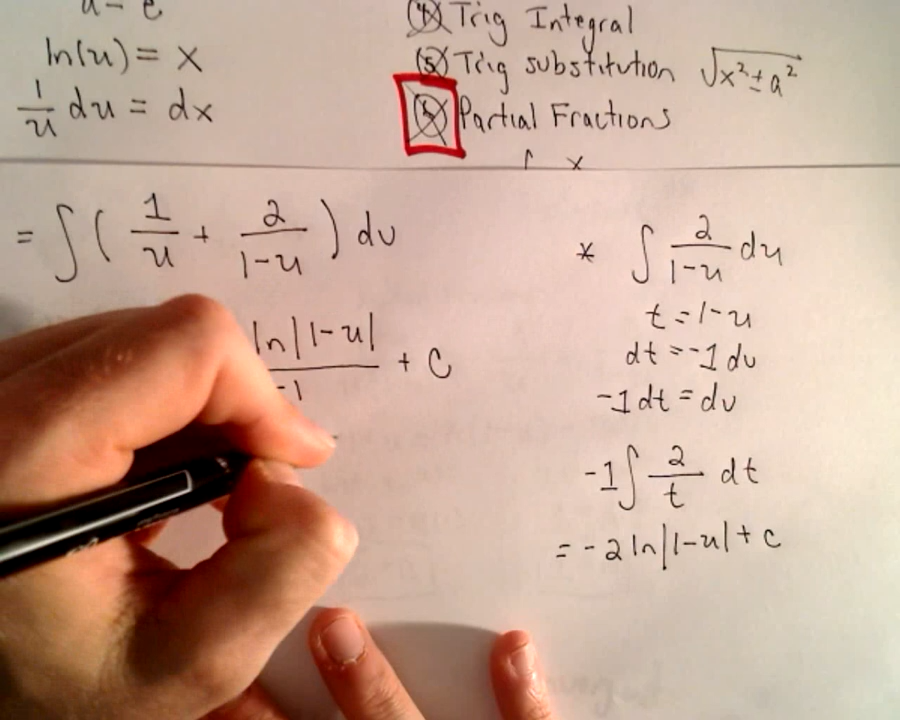 u = e
ln(u) = x
1/u du = dx
(4) Trig Integral
(5) Trig substitution √(x² ± a²)
(6) Partial Fractions
= ∫ ( 1/u + 2/(1-u) ) du
ln|1-u| / -1 + C
* ∫ 2/(1-u) du
t = 1-u
dt = -1 du
-1 dt = du
-1 ∫ 2/t dt
= -2 ln|1-u| + c